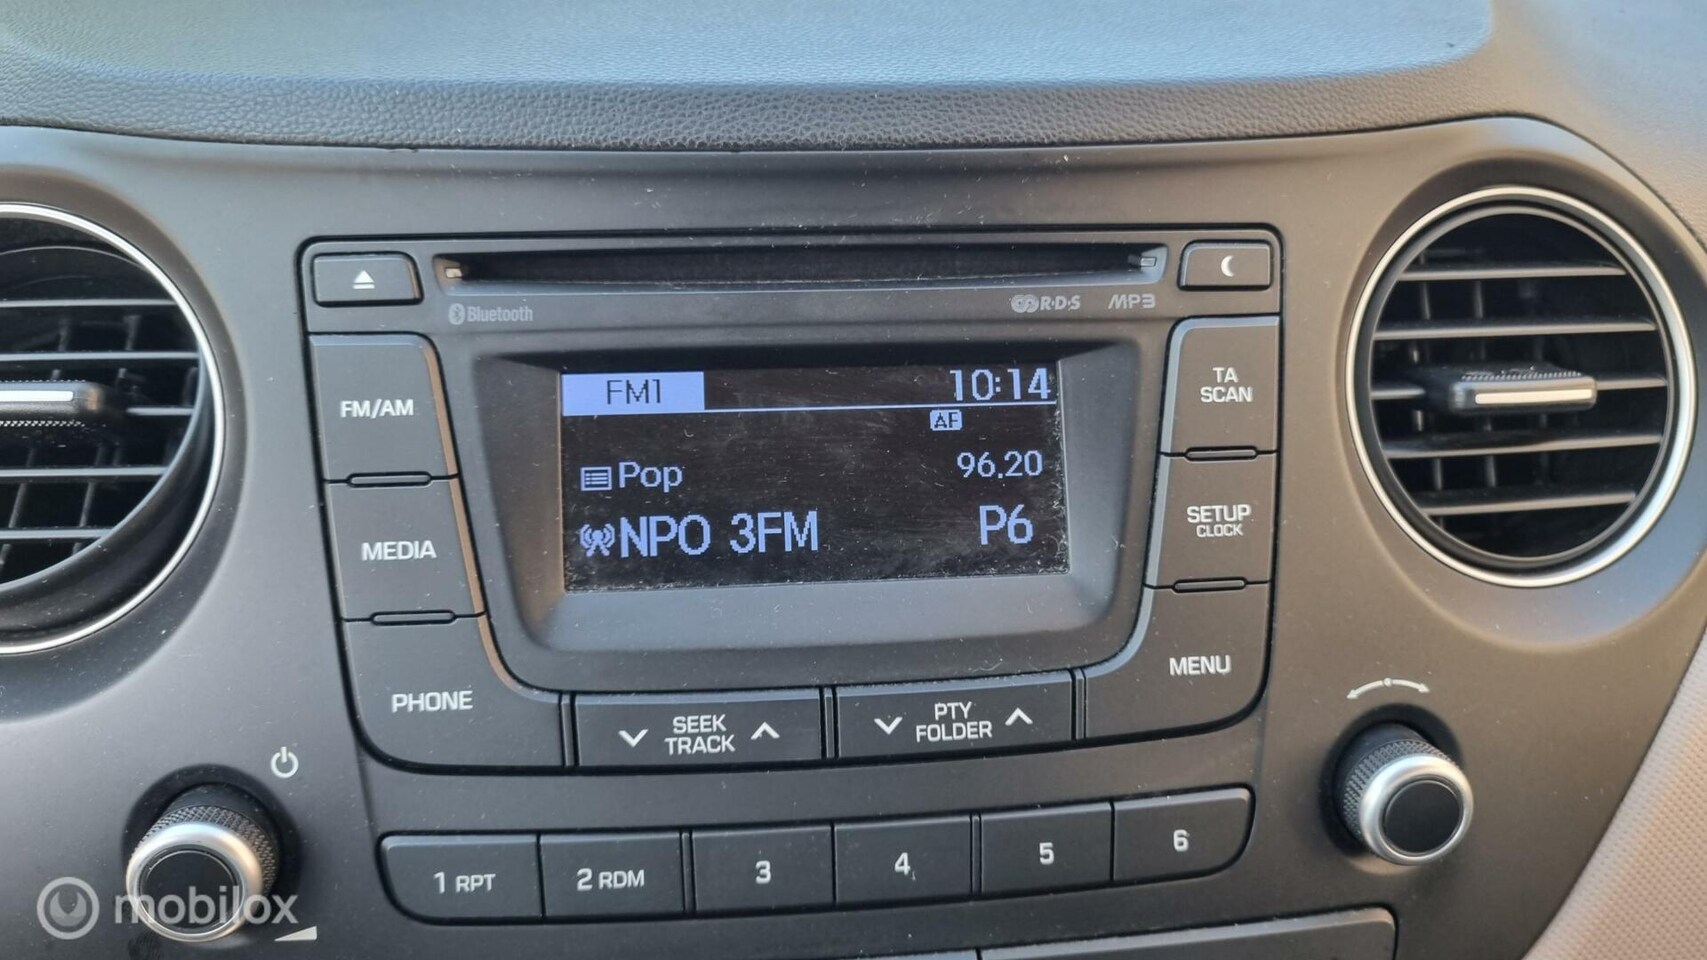 Bluetooth
R·D·S
MP3
FM/AM
MEDIA
PHONE
FM1
10:14
AF
Pop
96.20
NPO 3FM
P6
TA
SCAN
SETUP
CLOCK
MENU
SEEK
TRACK
PTY
FOLDER
1 RPT
2 RDM
3
4
5
6
mobilox